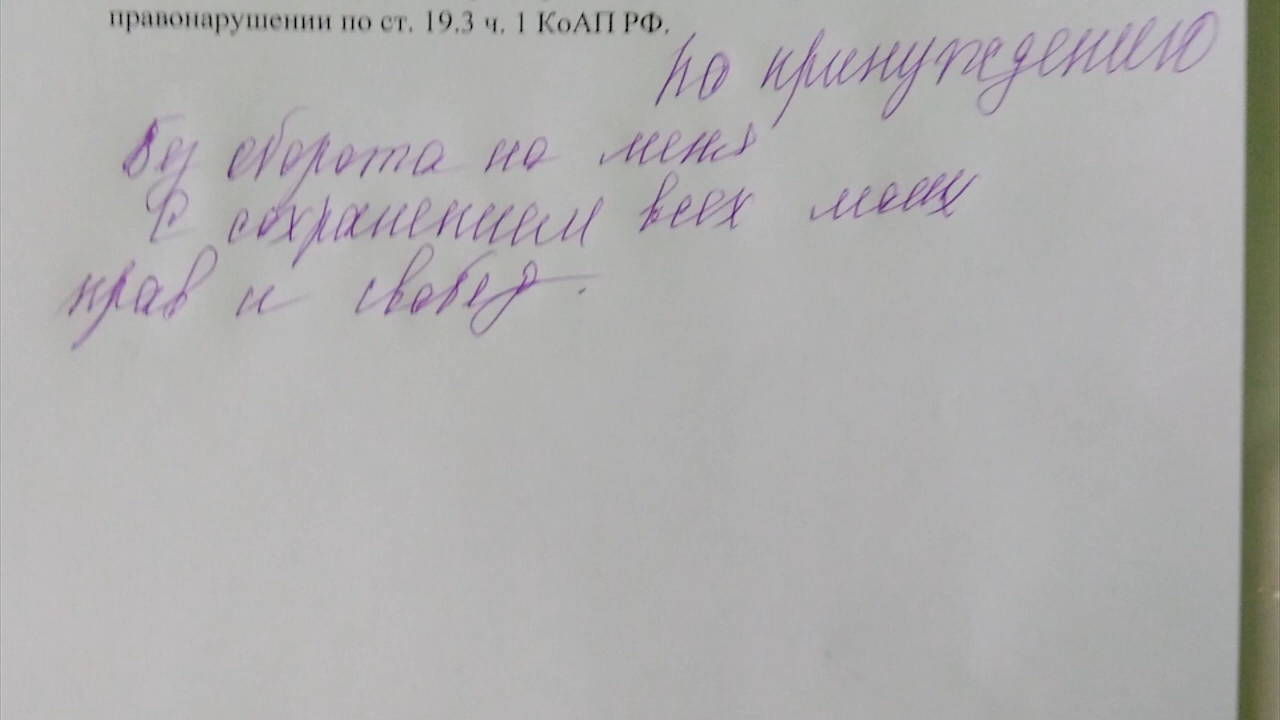 правонарушении по ст. 19.3 ч. 1 КоАП РФ.
по принуждению
Без оборота на меня
С сохранением всех моих
прав и свобод.